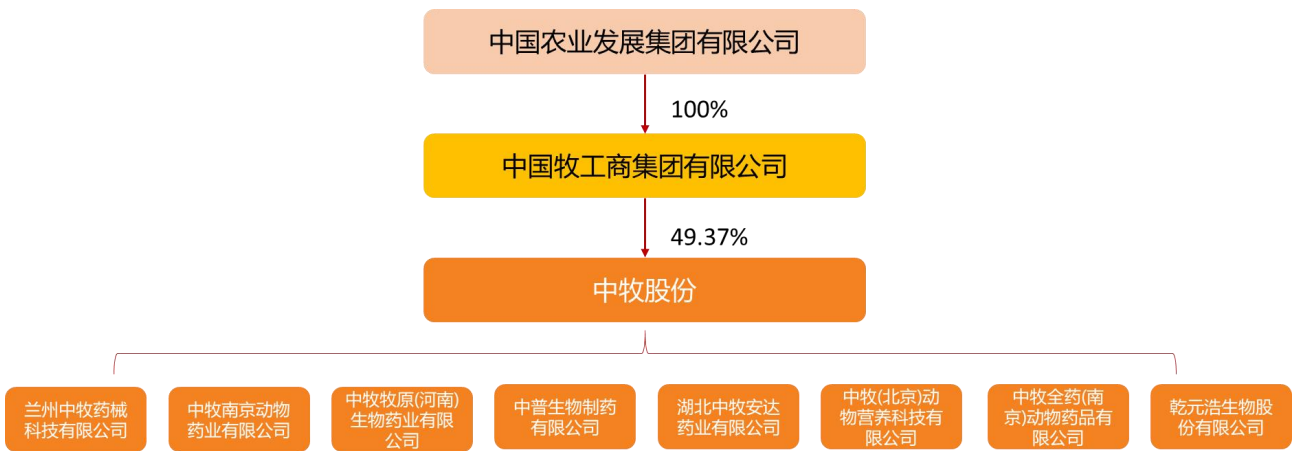 中国农业发展集团有限公司
100%
中国牧工商集团有限公司
49.37%
中牧股份
兰州中牧药械
科技有限公司
中牧南京动物
药业有限公司
中牧牧原(河南)
生物药业有限
公司
中普生物制药
有限公司
湖北中牧安达
药业有限公司
中牧(北京)动
物营养科技有
限公司
中牧全药(南
京)动物药品有
限公司
乾元浩生物股
份有限公司